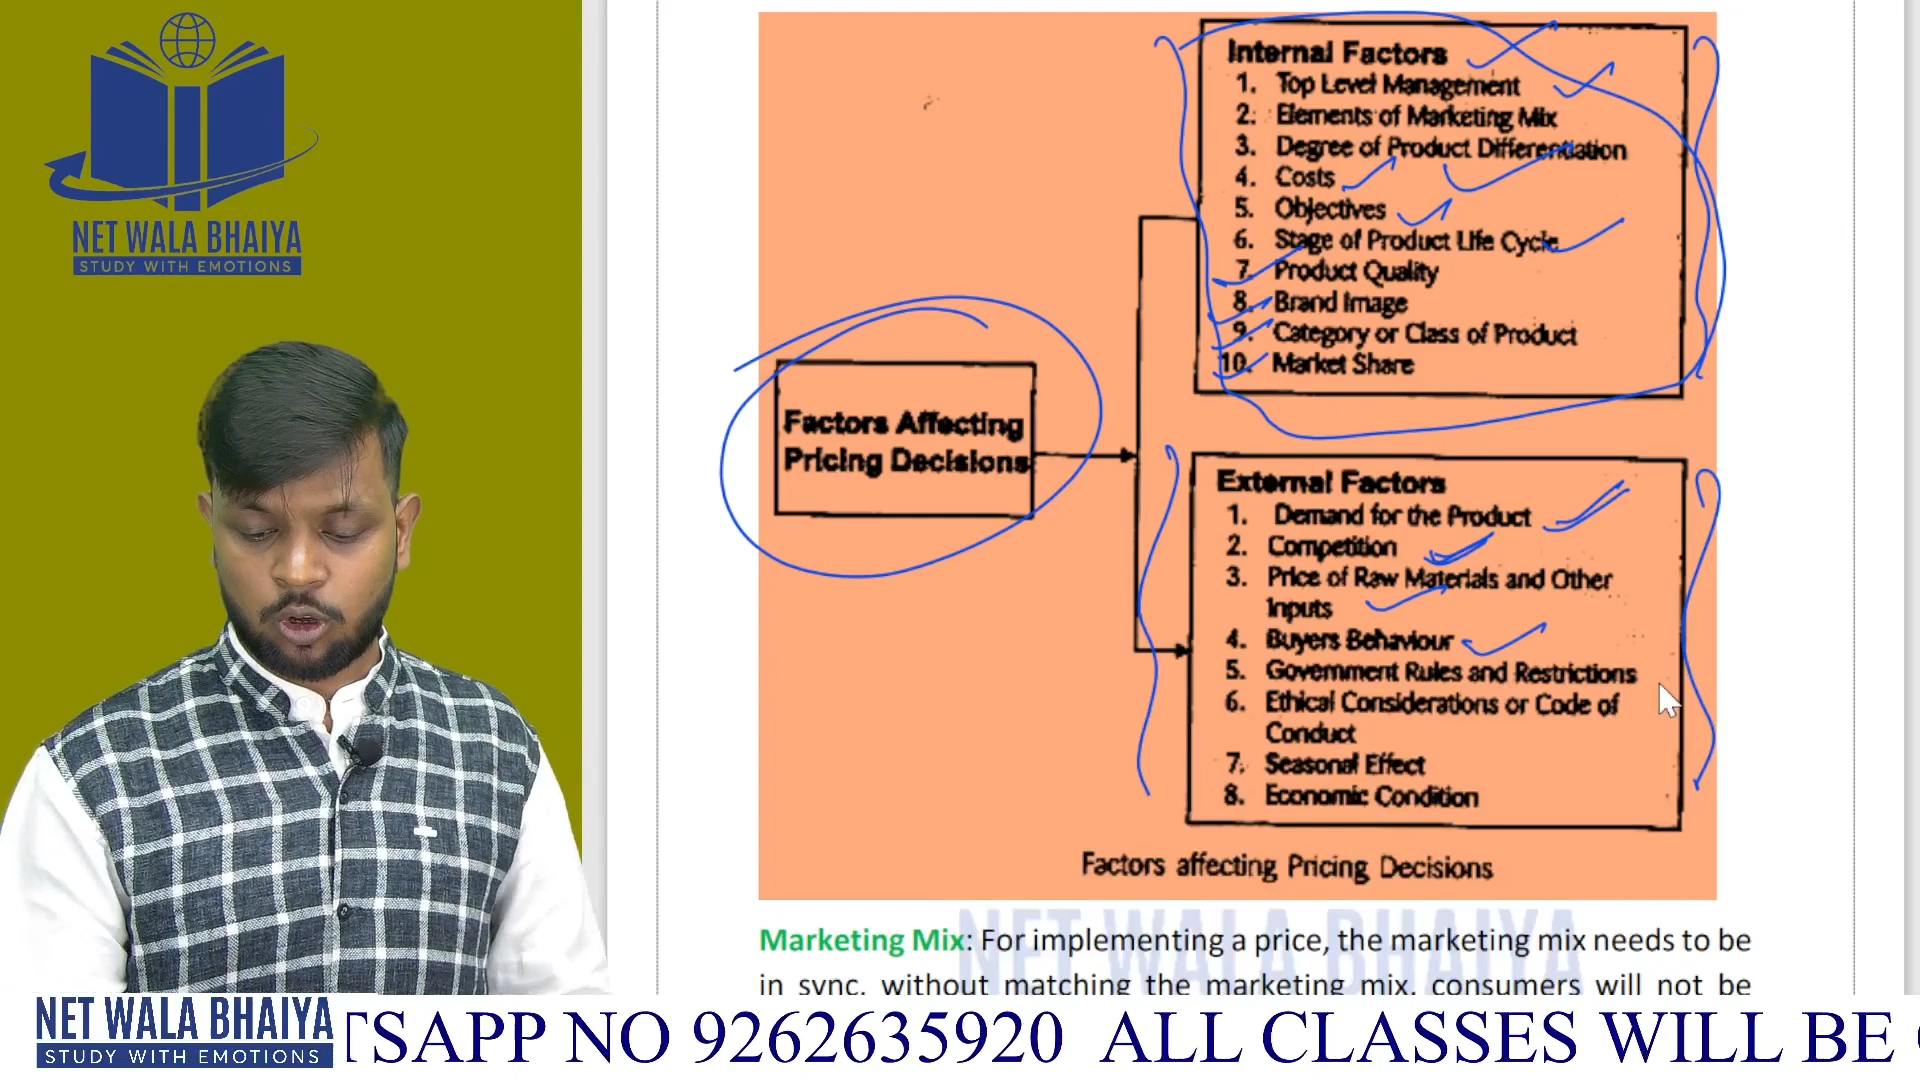 NET WALA BHAIYA
STUDY WITH EMOTIONS
Internal Factors
1. Top Level Management
2. Elements of Marketing Mix
3. Degree of Product Differentiation
4. Costs
5. Objectives
6. Stage of Product Life Cycle
7. Product Quality
8. Brand Image
9. Category or Class of Product
10. Market Share
Factors Affecting
Pricing Decisions
External Factors
1. Demand for the Product
2. Competition
3. Price of Raw Materials and Other
Inputs
4. Buyers Behaviour
5. Government Rules and Restrictions
6. Ethical Considerations or Code of
Conduct
7. Seasonal Effect
8. Economic Condition
Factors affecting Pricing Decisions
NET WALA BHAIYA
Marketing Mix: For implementing a price, the marketing mix needs to be
in sync, without matching the marketing mix, consumers will not be
NET WALA BHAIYA
STUDY WITH EMOTIONS
TSAPP NO 9262635920 ALL CLASSES WILL BE